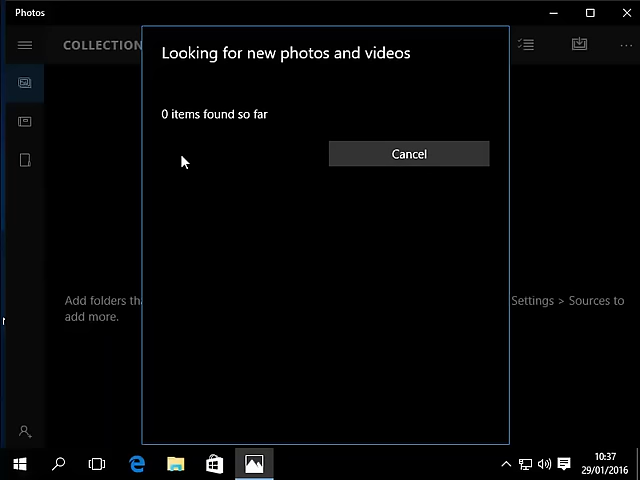 Photos
COLLECTION
Looking for new photos and videos
0 items found so far
Cancel
Add folders
Settings > Sources to
add more.
10:37
29/01/2016